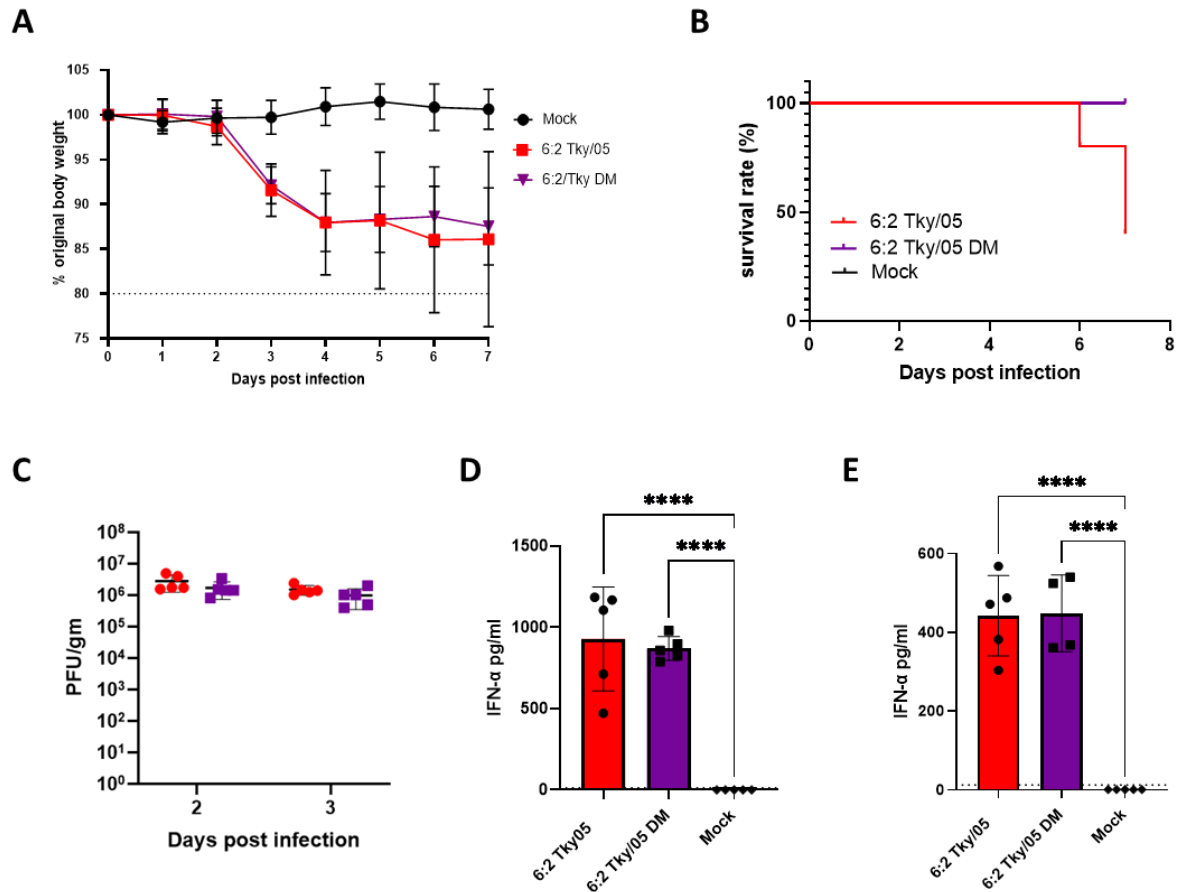 A
105
100
95
90
85
80
75
% original body weight
0 1 2 3 4 5 6 7
Days post infection
Mock
6:2 Tky/05
6:2/Tky DM
B
100
50
0
survival rate (%)
6:2 Tky/05
6:2 Tky/05 DM
Mock
0 2 4 6 8
Days post infection
C
10⁸
10⁷
10⁶
10⁵
10⁴
10³
10²
10¹
10⁰
PFU/gm
2 3
Days post infection
D
****
****
1500
1000
500
0
IFN-α pg/ml
6:2 Tky05
6:2 Tky/05 DM
Mock
E
****
****
600
400
200
0
IFN-α pg/ml
6:2 Tky/05
6:2 Tky/05 DM
Mock